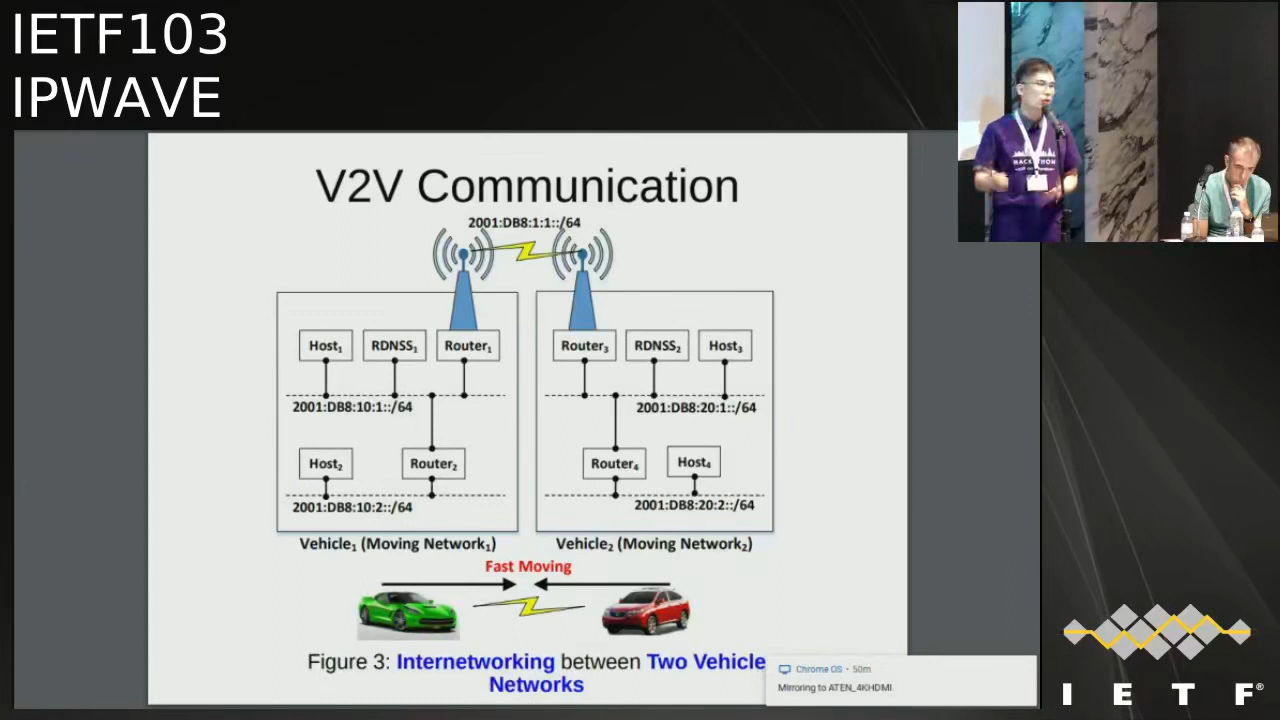 IETF103
IPWAVE
V2V Communication
2001:DB8:1:1::/64
Host₁ RDNSS₁ Router₁
Router₃ RDNSS₂ Host₃
2001:DB8:10:1::/64
2001:DB8:20:1::/64
Host₂ Router₂
Router₄ Host₄
2001:DB8:10:2::/64
2001:DB8:20:2::/64
Vehicle₁ (Moving Network₁)
Vehicle₂ (Moving Network₂)
Fast Moving
Figure 3: Internetworking between Two Vehicle
Networks
Chrome OS • 50m
Mirroring to ATEN_4KHDMI
HACKATHON
I E T F®